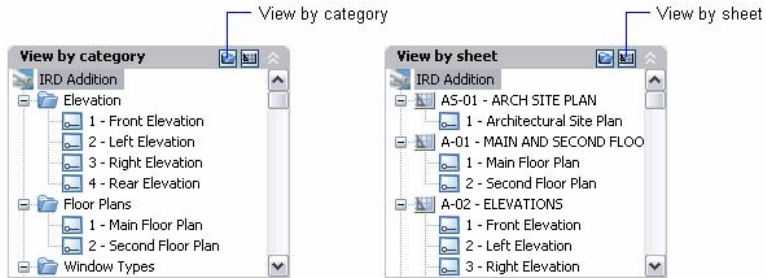 View by category
View by sheet
View by category
IRD Addition
Elevation
1 - Front Elevation
2 - Left Elevation
3 - Right Elevation
4 - Rear Elevation
Floor Plans
1 - Main Floor Plan
2 - Second Floor Plan
Window Types
View by sheet
IRD Addition
AS-01 - ARCH SITE PLAN
1 - Architectural Site Plan
A-01 - MAIN AND SECOND FLOO
1 - Main Floor Plan
2 - Second Floor Plan
A-02 - ELEVATIONS
1 - Front Elevation
2 - Left Elevation
3 - Right Elevation